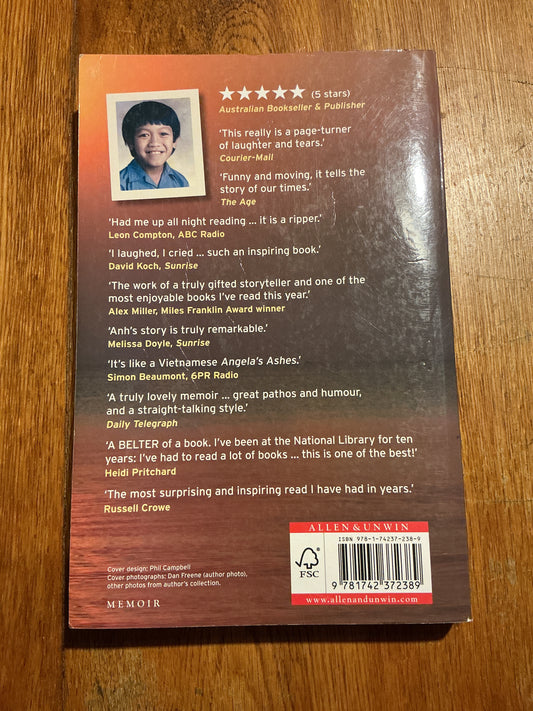 ★★★★★ (5 stars)
Australian Bookseller & Publisher
'This really is a page-turner
of laughter and tears.'
Courier-Mail
'Funny and moving, it tells the
story of our times.'
The Age
'Had me up all night reading ... it is a ripper.'
Leon Compton, ABC Radio
'I laughed, I cried ... such an inspiring book.'
David Koch, Sunrise
'The work of a truly gifted storyteller and one of the
most enjoyable books I've read this year.'
Alex Miller, Miles Franklin Award winner
'Anh's story is truly remarkable.'
Melissa Doyle, Sunrise
'It's like a Vietnamese Angela's Ashes.'
Simon Beaumont, 6PR Radio
'A truly lovely memoir ... great pathos and humour,
and a straight-talking style.'
Daily Telegraph
'A BELTER of a book. I've been at the National Library for ten
years: I've had to read a lot of books ... this is one of the best!'
Heidi Pritchard
'The most surprising and inspiring read I have had in years.'
Russell Crowe
Cover design: Phil Campbell
Cover photographs: Dan Freene (author photo),
other photos from author's collection.
MEMOIR
ALLEN & UNWIN
ISBN 978-1-74237-238-9
FSC
9 781742 372389
www.allenandunwin.com